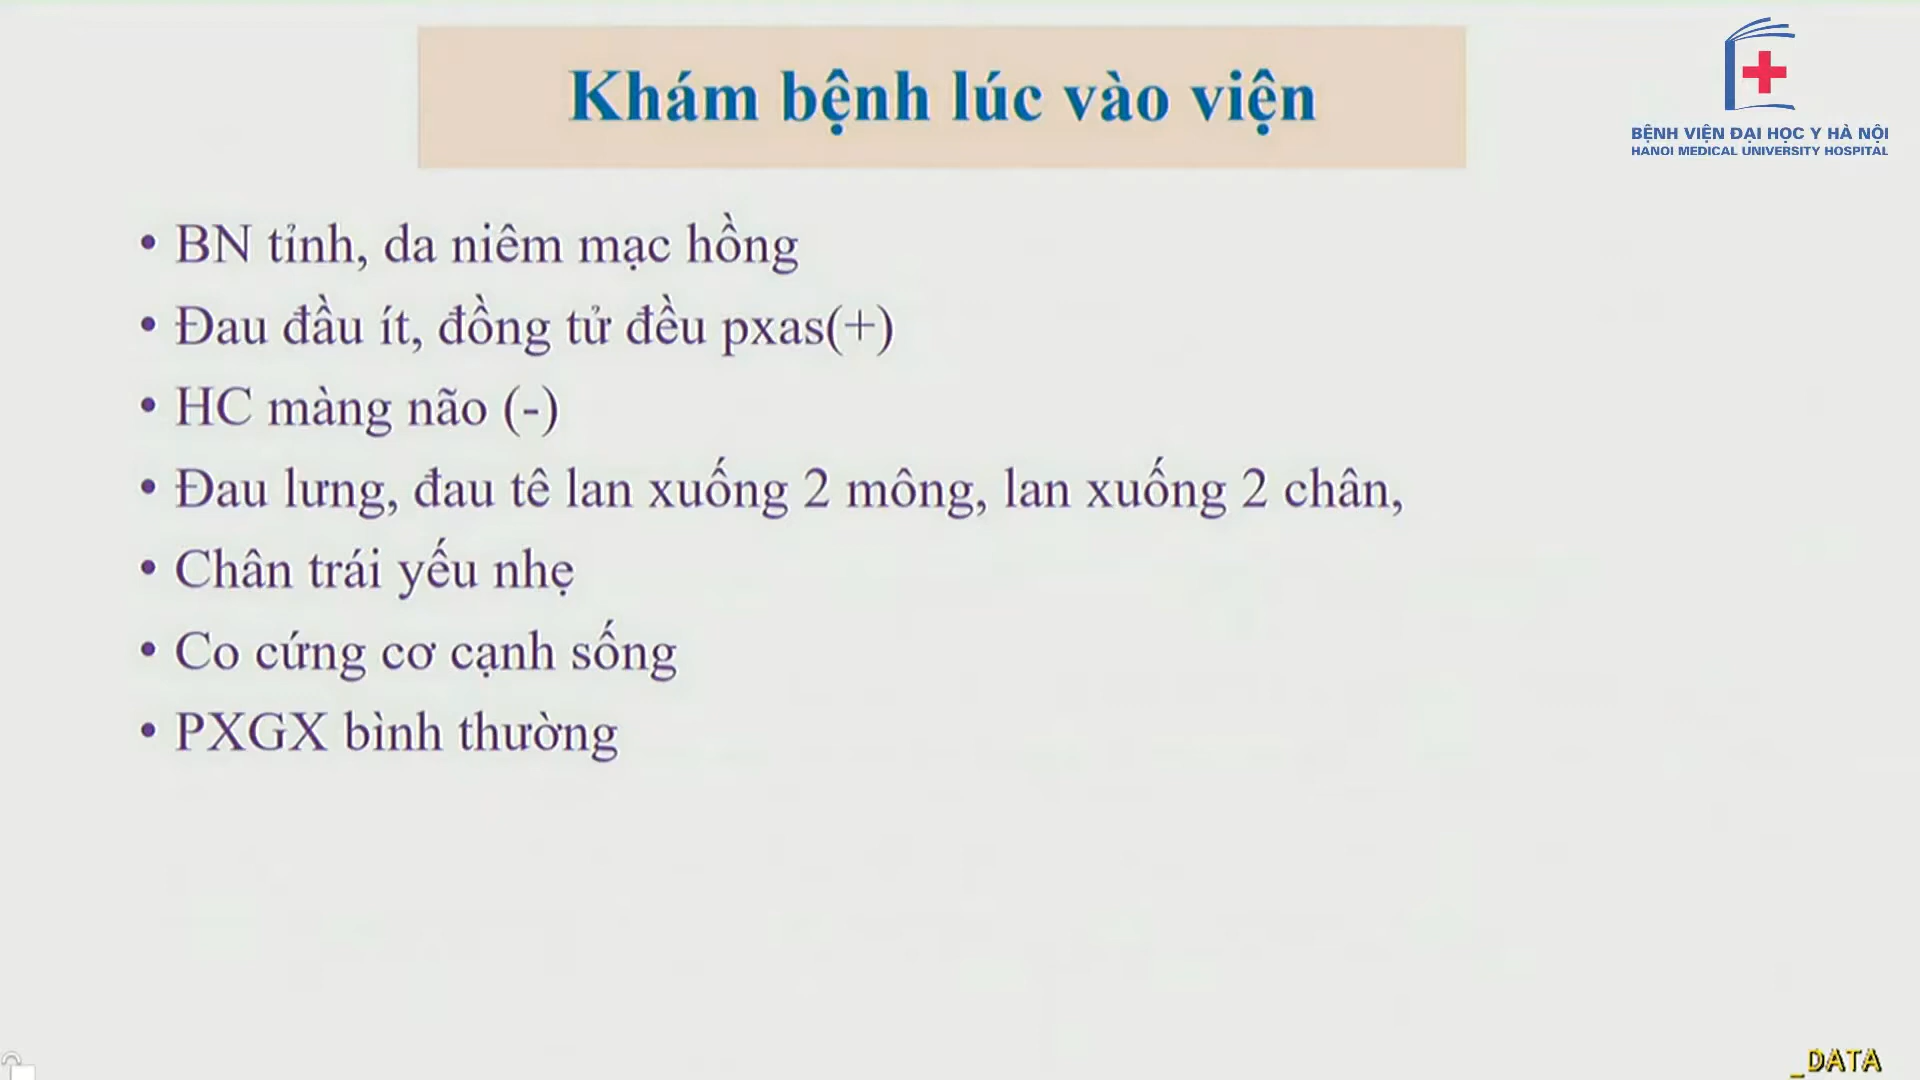 Khám bệnh lúc vào viện
BỆNH VIỆN ĐẠI HỌC Y HÀ NỘI
HANOI MEDICAL UNIVERSITY HOSPITAL
• BN tỉnh, da niêm mạc hồng
• Đau đầu ít, đồng tử đều pxas(+)
• HC màng não (-)
• Đau lưng, đau tê lan xuống 2 mông, lan xuống 2 chân,
• Chân trái yếu nhẹ
• Co cứng cơ cạnh sống
• PXGX bình thường
_DATA